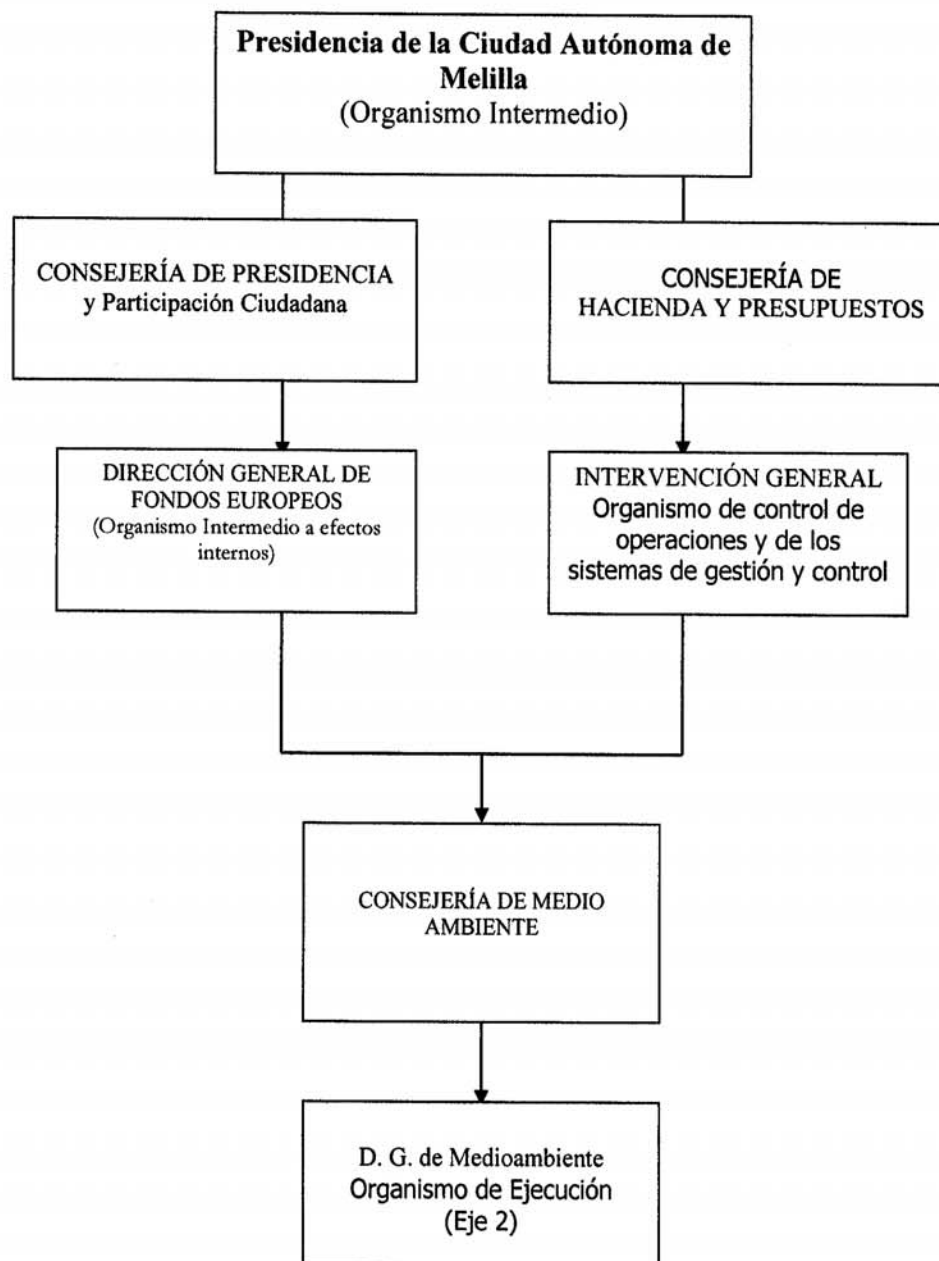 Presidencia de la Ciudad Autónoma de
Melilla
(Organismo Intermedio)
CONSEJERÍA DE PRESIDENCIA
y Participación Ciudadana
CONSEJERÍA DE
HACIENDA Y PRESUPUESTOS
DIRECCIÓN GENERAL DE
FONDOS EUROPEOS
(Organismo Intermedio a efectos
internos)
INTERVENCIÓN GENERAL
Organismo de control de
operaciones y de los
sistemas de gestión y control
CONSEJERÍA DE MEDIO
AMBIENTE
D. G. de Medioambiente
Organismo de Ejecución
(Eje 2)